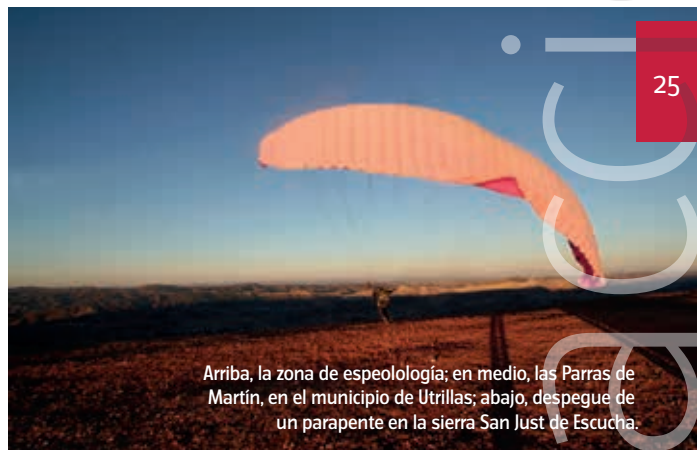 25
Arriba, la zona de espeolología; en medio, las Parras de
Martín, en el municipio de Utrillas; abajo, despegue de
un parapente en la sierra San Just de Escucha.